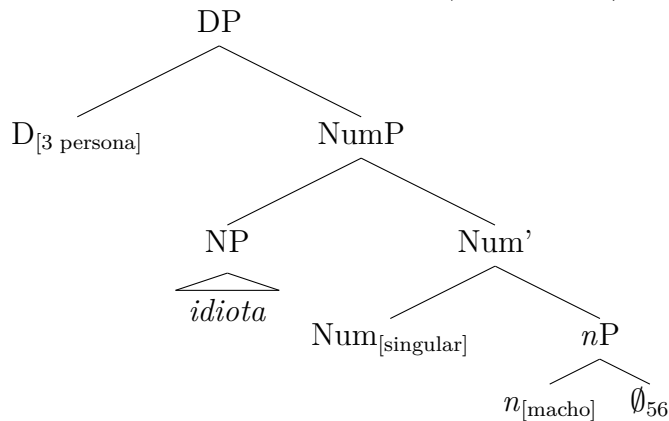 DP
D[3 persona] NumP
NP Num'
idiota
Num[singular] nP
n[macho] ∅56